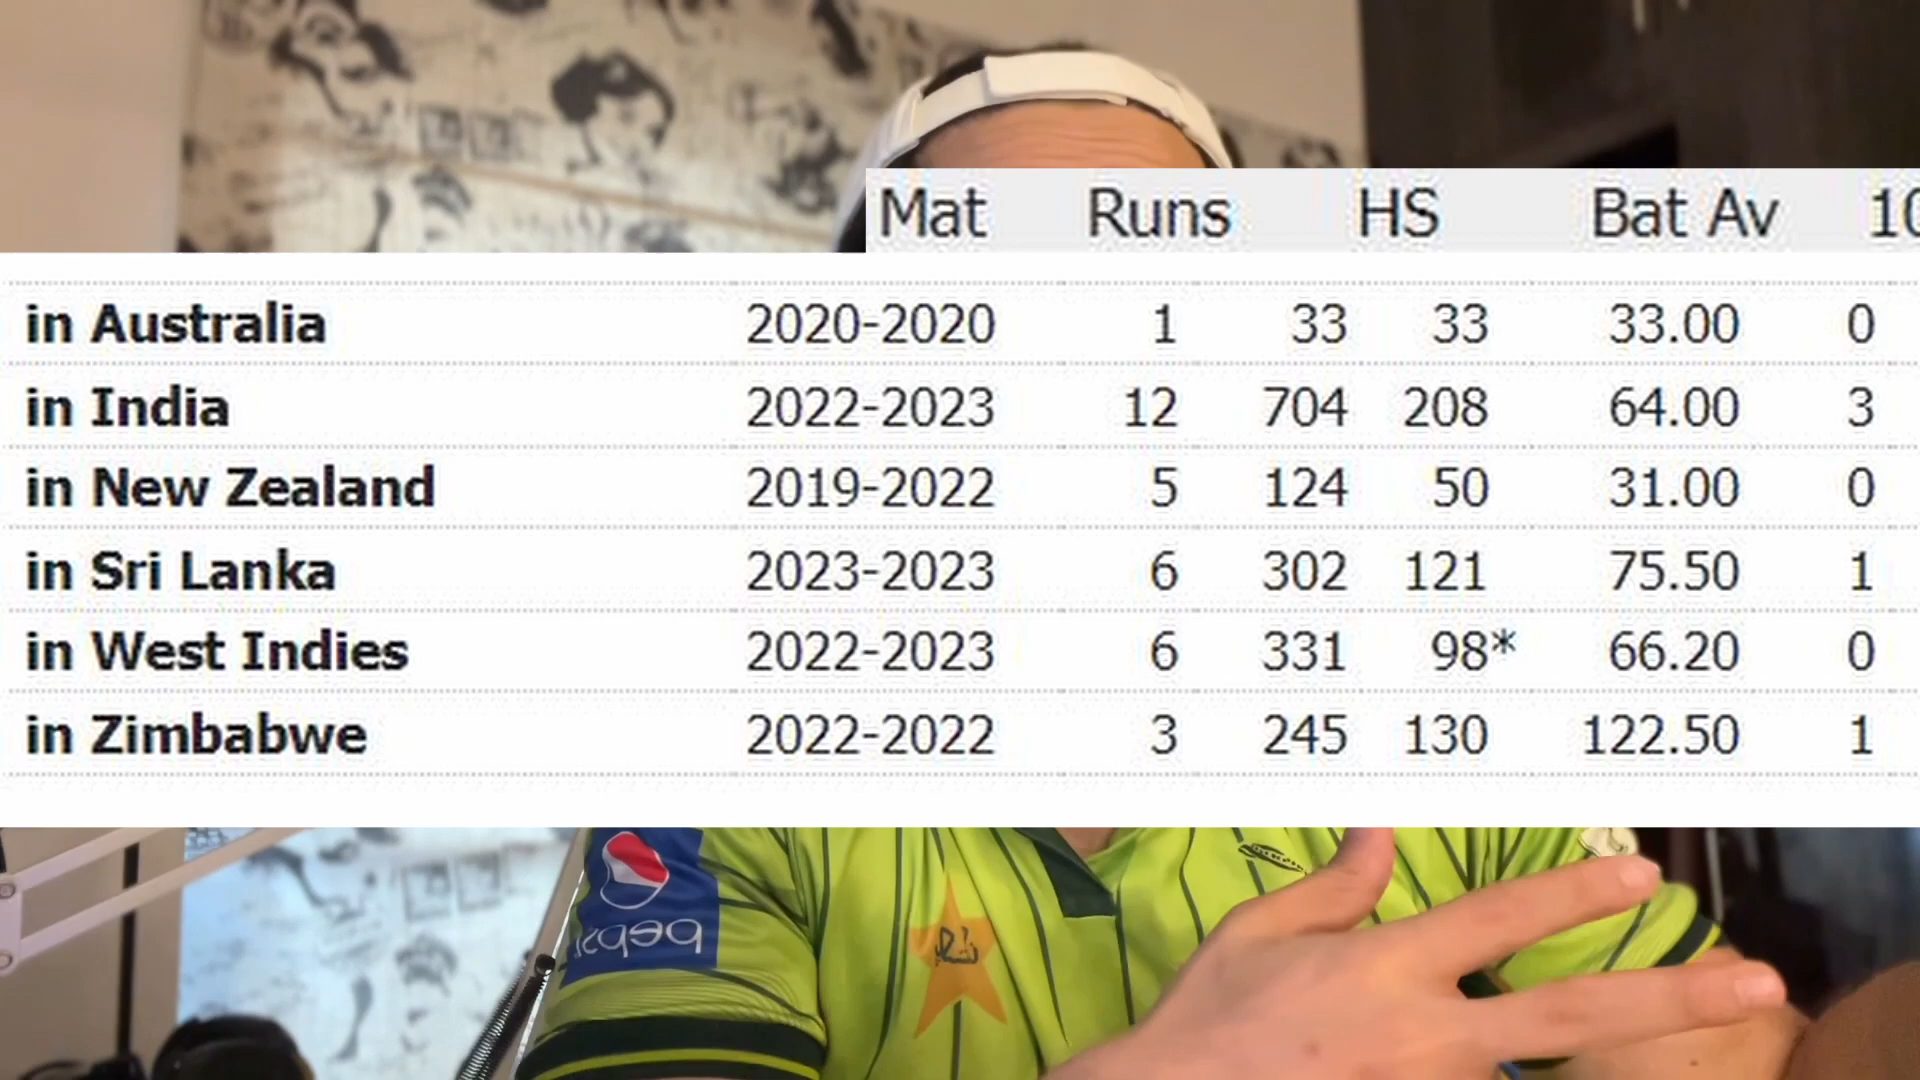 Mat Runs HS Bat Av 10
in Australia 2020-2020 1 33 33 33.00 0
in India 2022-2023 12 704 208 64.00 3
in New Zealand 2019-2022 5 124 50 31.00 0
in Sri Lanka 2023-2023 6 302 121 75.50 1
in West Indies 2022-2023 6 331 98* 66.20 0
in Zimbabwe 2022-2022 3 245 130 122.50 1
pepsi